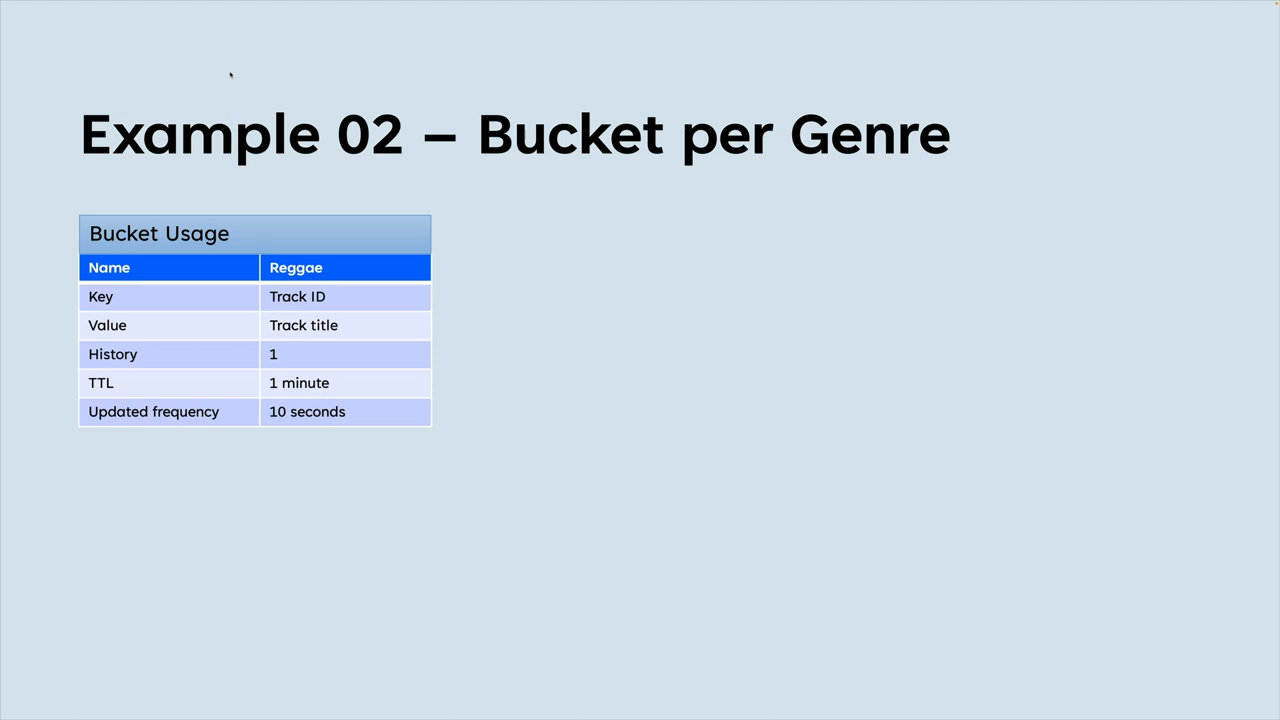 Example 02 – Bucket per Genre
Bucket Usage
Name Reggae
Key Track ID
Value Track title
History 1
TTL 1 minute
Updated frequency 10 seconds